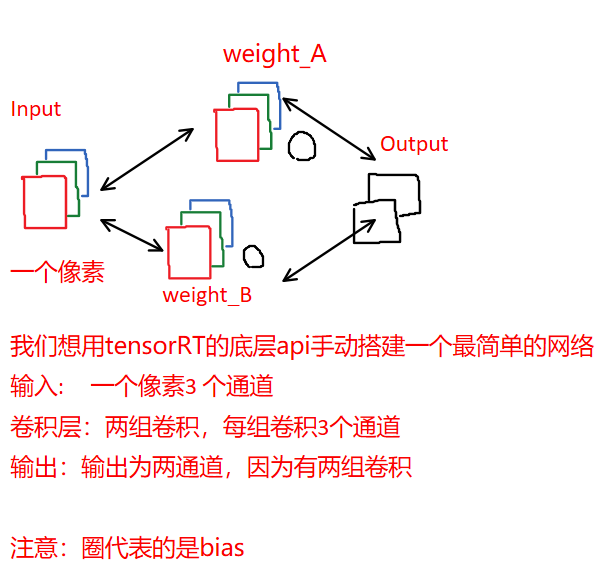 weight_A
Input
Output
一个像素
weight_B
我们想用tensorRT的底层api手动搭建一个最简单的网络
输入: 一个像素3 个通道
卷积层：两组卷积，每组卷积3个通道
输出：输出为两通道，因为有两组卷积
注意：圈代表的是bias